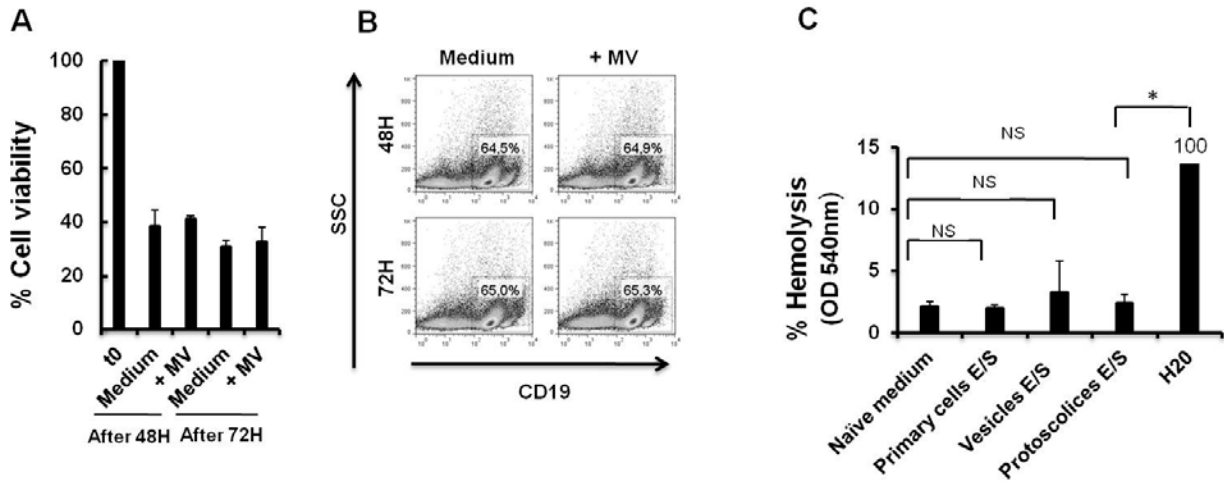 A
% Cell viability
100
80
60
40
20
0
t0
Medium
+ MV
Medium
+ MV
After 48H
After 72H
B
Medium
+ MV
SSC
48H
64,5%
64,9%
72H
65,0%
65,3%
CD19
C
% Hemolysis
(OD 540nm)
15
10
5
0
NS
NS
NS
*
100
Naïve medium
Primary cells E/S
Vesicles E/S
Protoscolices E/S
H20